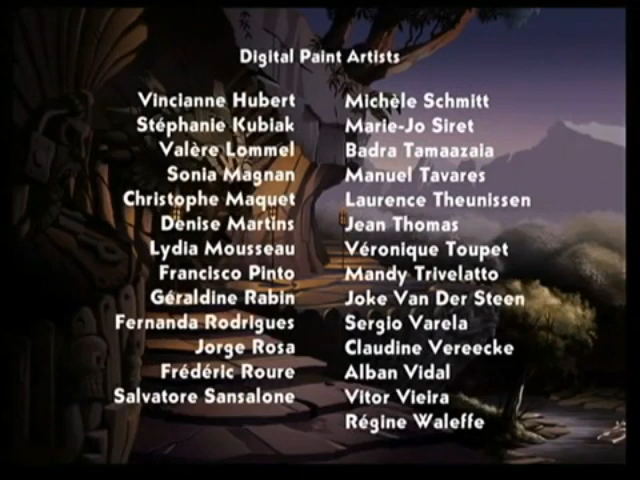 Digital Paint Artists
Vincianne Hubert
Stéphanie Kubiak
Valère Lommel
Sonia Magnan
Christophe Maquet
Denise Martins
Lydia Mousseau
Francisco Pinto
Géraldine Rabin
Fernanda Rodrigues
Jorge Rosa
Frédéric Roure
Salvatore Sansalone
Michèle Schmitt
Marie-Jo Siret
Badra Tamaazaia
Manuel Tavares
Laurence Theunissen
Jean Thomas
Véronique Toupet
Mandy Trivelatto
Joke Van Der Steen
Sergio Varela
Claudine Vereecke
Alban Vidal
Vitor Vieira
Régine Waleffe